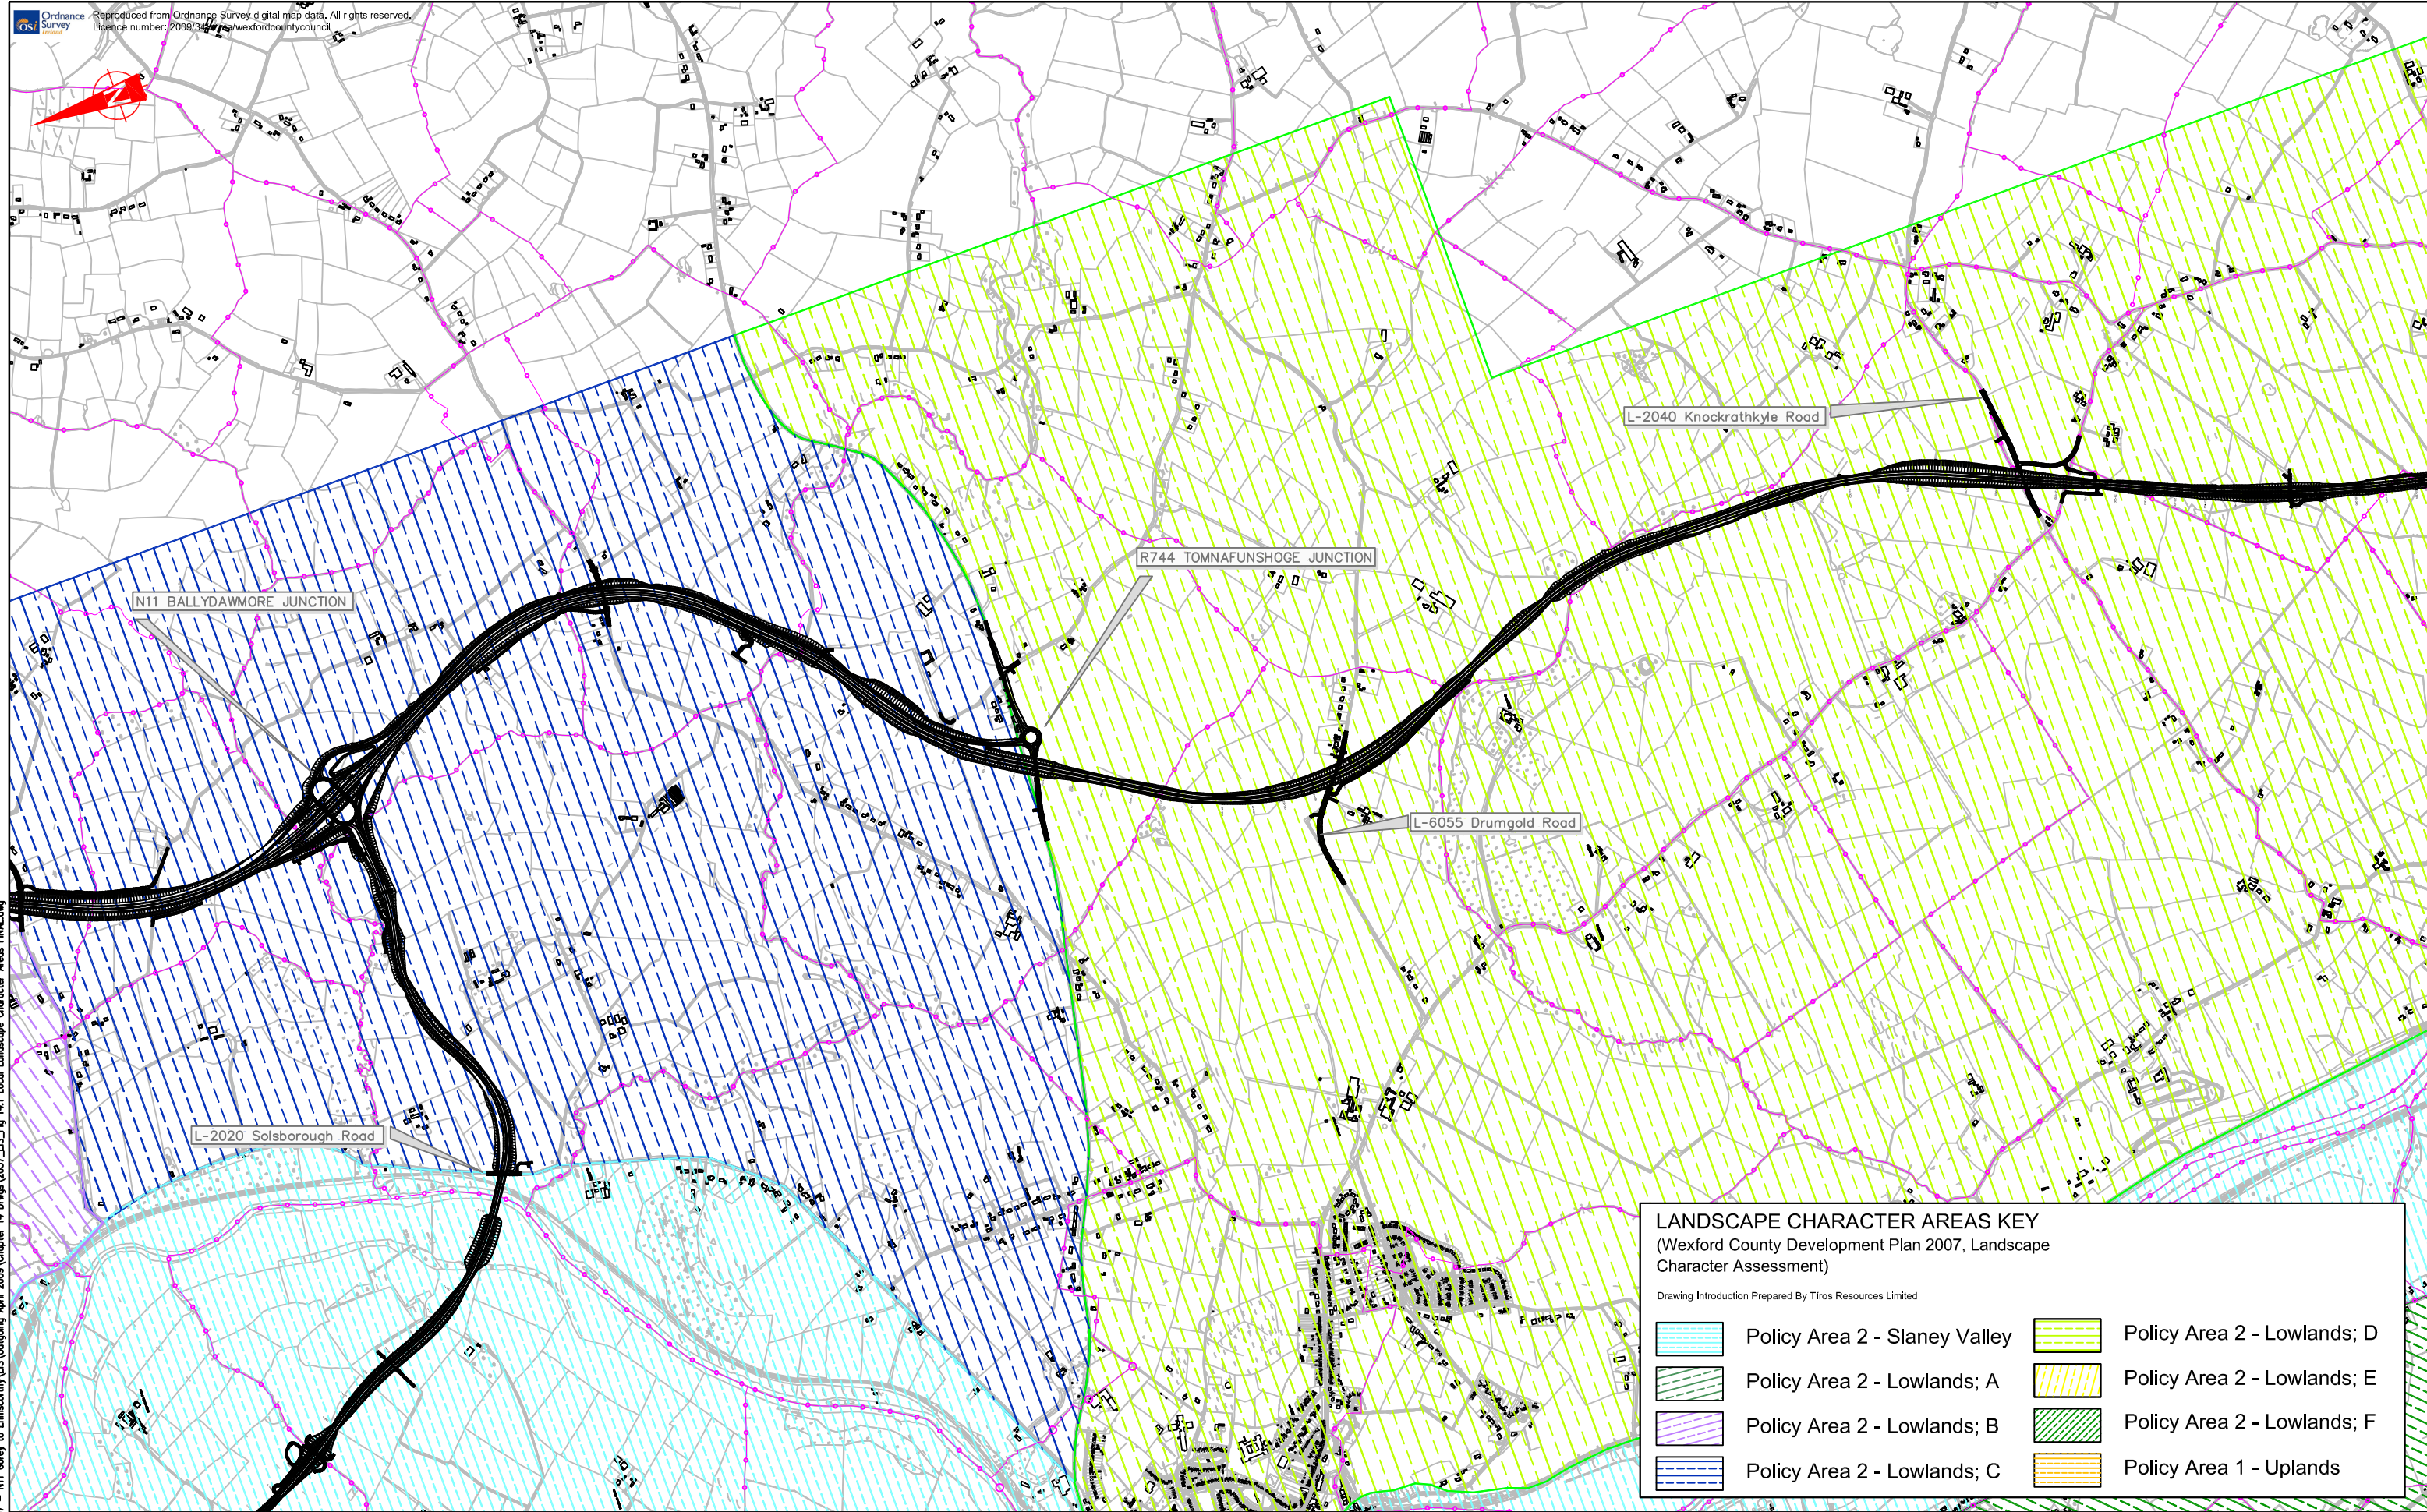 Ordnance
Survey
Ireland
OSi
Reproduced from Ordnance Survey digital map data. All rights reserved.
Licence number:
N
L-2040 Knockrathkyle Road
R744 TOMNAFUNSHOGE JUNCTION
N11 BALLYDAWMORE JUNCTION
L-6055 Drumgold Road
L-2020 Solsborough Road
LANDSCAPE CHARACTER AREAS KEY
(Wexford County Development Plan 2007, Landscape
Character Assessment)
Drawing Introduction Prepared By Tíros Resources Limited
Policy Area 2 - Slaney Valley
Policy Area 2 - Lowlands; A
Policy Area 2 - Lowlands; B
Policy Area 2 - Lowlands; C
Policy Area 2 - Lowlands; D
Policy Area 2 - Lowlands; E
Policy Area 2 - Lowlands; F
Policy Area 1 - Uplands